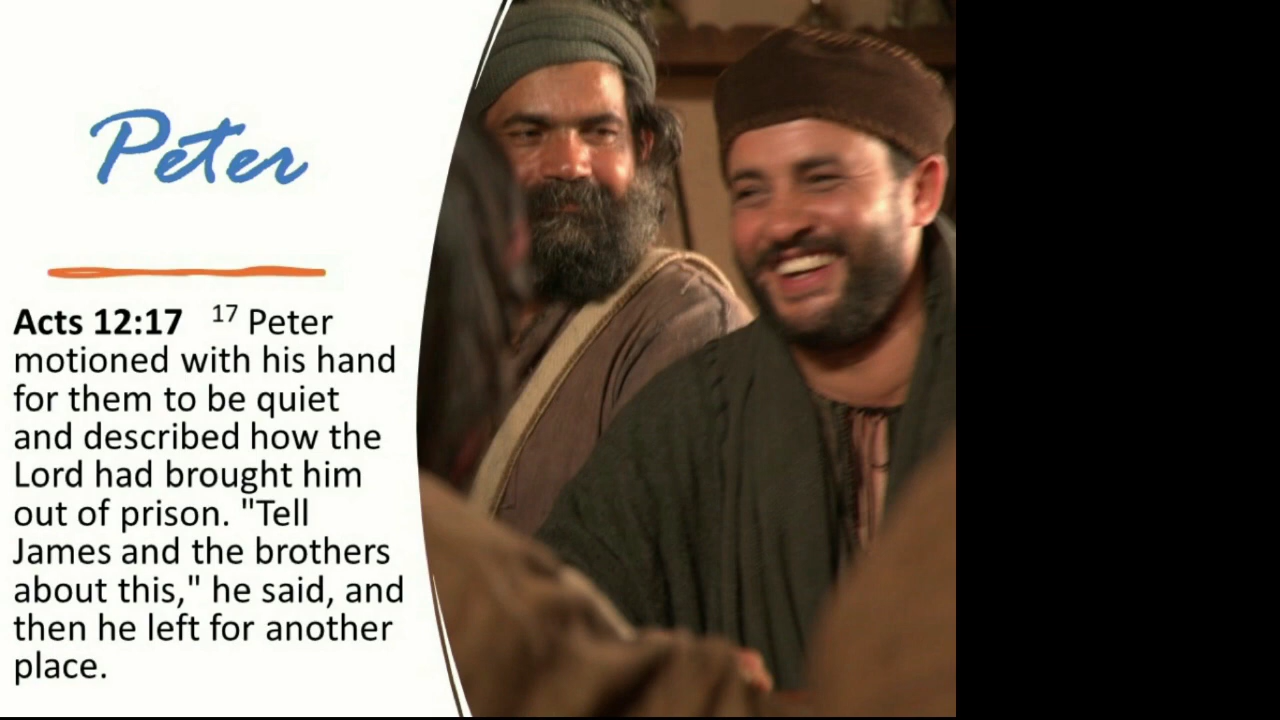 Peter
Acts 12:17 17 Peter
motioned with his hand
for them to be quiet
and described how the
Lord had brought him
out of prison. "Tell
James and the brothers
about this," he said, and
then he left for another
place.